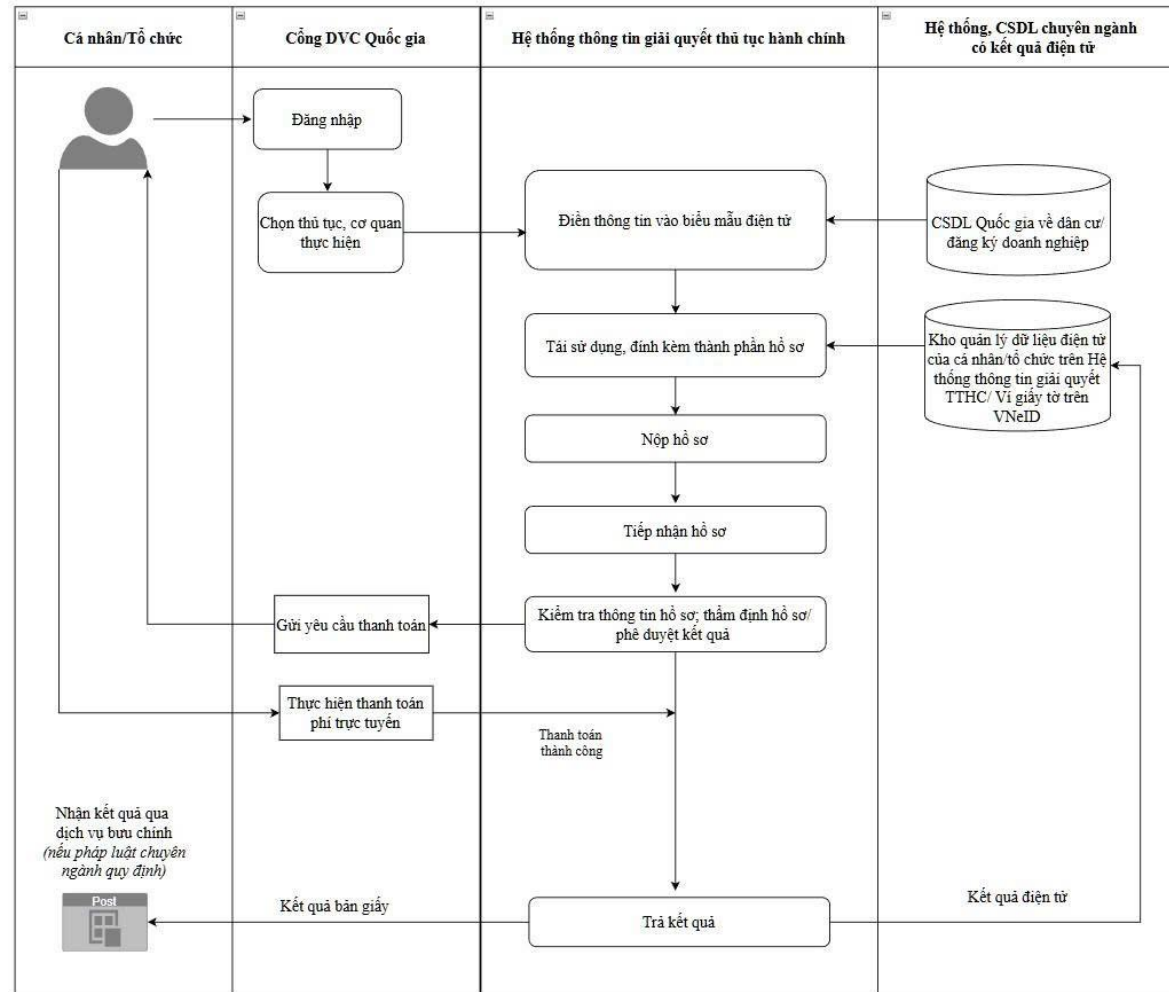 Cá nhân/Tổ chức
Cổng DVC Quốc gia
Hệ thống thông tin giải quyết thủ tục hành chính
Hệ thống, CSDL chuyên ngành
có kết quả điện tử
Đăng nhập
Chọn thủ tục, cơ quan
thực hiện
Điền thông tin vào biểu mẫu điện tử
CSDL Quốc gia về dân cư/
đăng ký doanh nghiệp
Tái sử dụng, đính kèm thành phần hồ sơ
Kho quản lý dữ liệu điện tử
của cá nhân/tổ chức trên Hệ
thống thông tin giải quyết
TTHC/ Ví giấy tờ trên
VNeID
Nộp hồ sơ
Tiếp nhận hồ sơ
Gửi yêu cầu thanh toán
Kiểm tra thông tin hồ sơ; thẩm định hồ sơ/
phê duyệt kết quả
Thực hiện thanh toán
phí trực tuyến
Thanh toán
thành công
Nhận kết quả qua
dịch vụ bưu chính
(nếu pháp luật chuyên
ngành quy định)
Post
Kết quả bản giấy
Trả kết quả
Kết quả điện tử